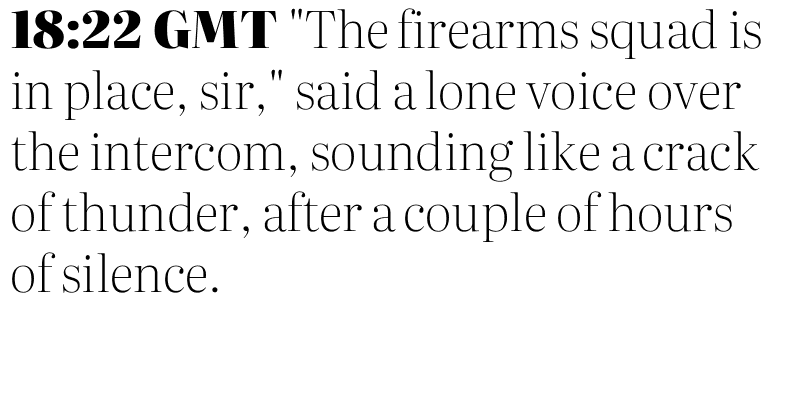 18:22 GMT "The firearms squad is
in place, sir," said a lone voice over
the intercom, sounding like a crack
of thunder, after a couple of hours
of silence.